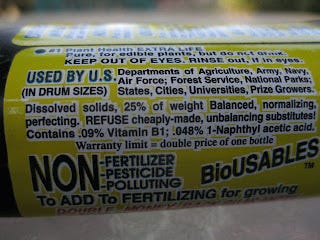 #1 Plant Health EXTRA LIFE
Pure, for edible plants, but do not drink.
KEEP OUT OF EYES. RINSE out, if in eyes.
USED BY U.S. Departments of Agriculture, Army, Navy,
Air Force; Forest Service, National Parks;
(IN DRUM SIZES) States, Cities, Universities, Prize Growers.
Dissolved solids, 25% of weight Balanced, normalizing,
perfecting. REFUSE cheaply-made, unbalancing substitutes!
Contains .09% Vitamin B1; .048% 1-Naphthyl acetic acid.
Warranty limit = double price of one bottle
NON-FERTILIZER
PESTICIDE
POLLUTING
BioUSABLES™
To ADD To FERTILIZING for growing
DOUBLE-MONEY